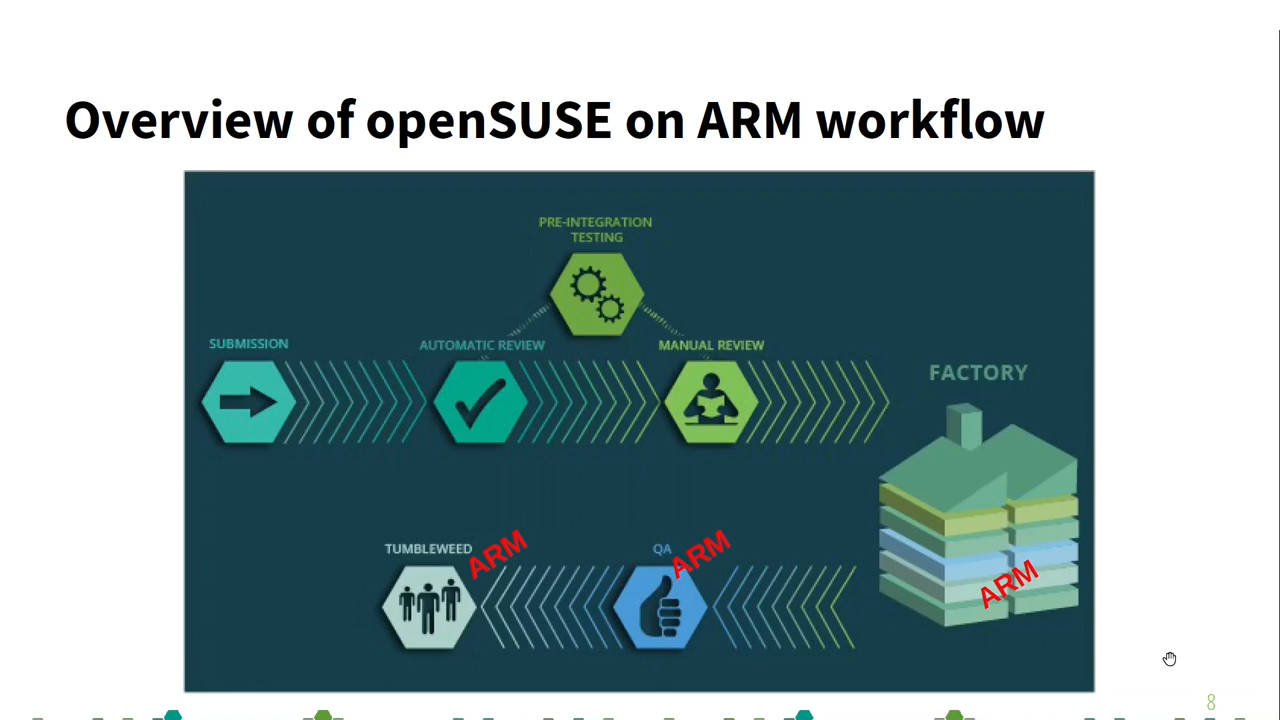 Overview of openSUSE on ARM workflow
PRE-INTEGRATION
TESTING
SUBMISSION
AUTOMATIC REVIEW
MANUAL REVIEW
FACTORY
TUMBLEWEED
ARM
QA
ARM
ARM
8